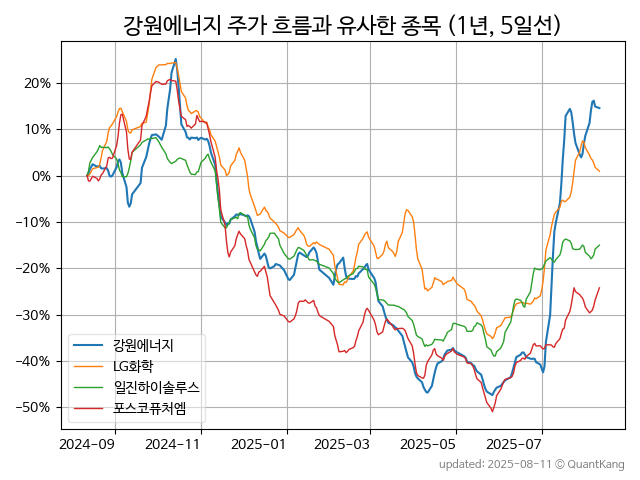 강원에너지 주가 흐름과 유사한 종목 (1년, 5일선)
20%
10%
0%
−10%
−20%
−30%
−40%
−50%
강원에너지
LG화학
일진하이솔루스
포스코퓨처엠
2024-09
2024-11
2025-01
2025-03
2025-05
2025-07
updated: 2025-08-11 © QuantKang